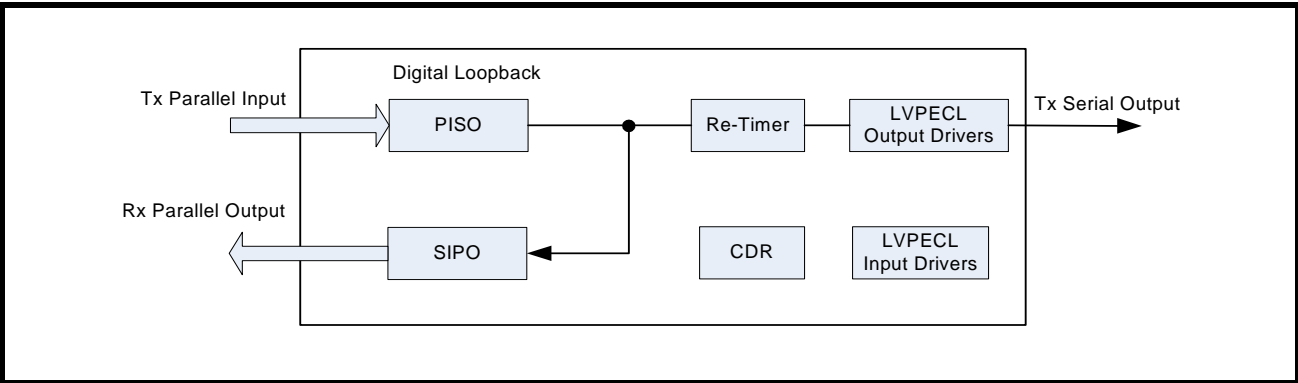 Digital Loopback
Tx Parallel Input
PISO
Re-Timer
LVPECL
Output Drivers
Tx Serial Output
Rx Parallel Output
SIPO
CDR
LVPECL
Input Drivers